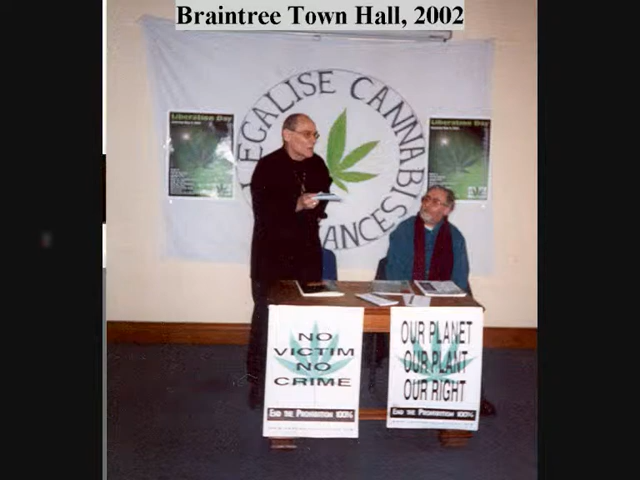 Braintree Town Hall, 2002
LEGALISE CANNABIS
ANCES
Liberation Day
Liberation Day
NO
VICTIM
NO
CRIME
END THE PROHIBITION 100%
OUR PLANET
OUR PLANT
OUR RIGHT
END THE PROHIBITION 100%